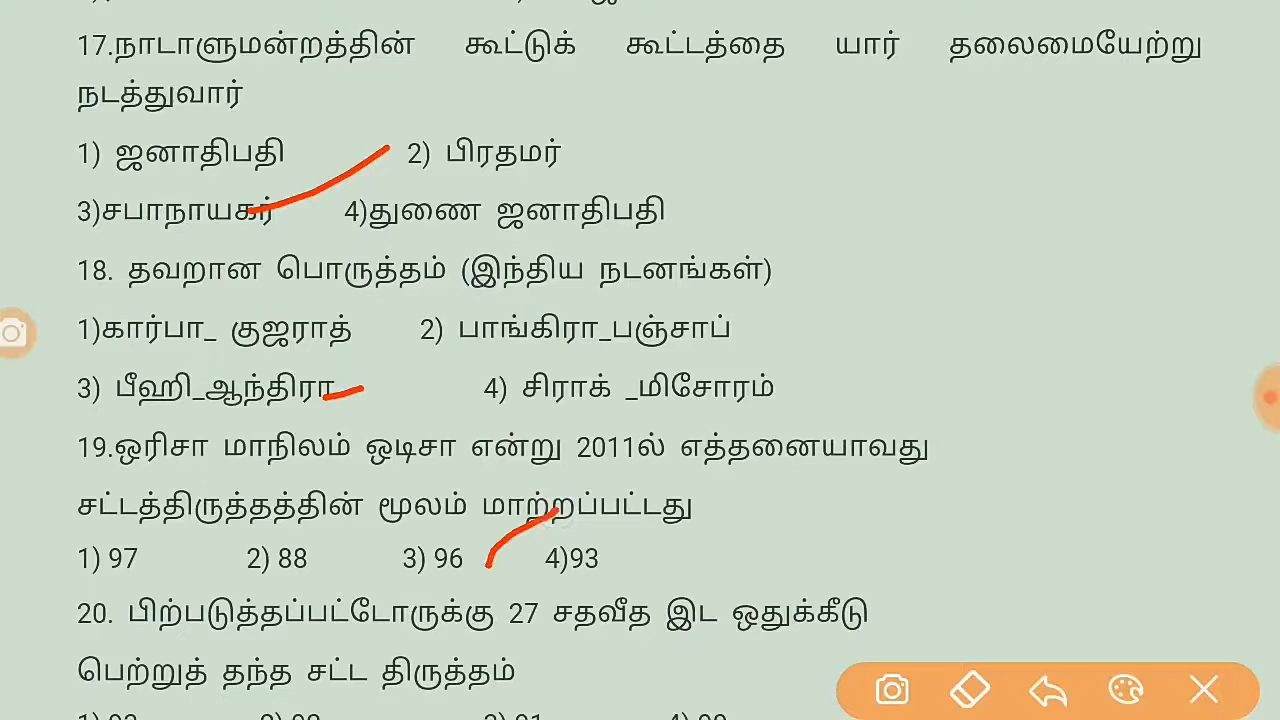 17.நாடாளுமன்றத்தின் கூட்டுக் கூட்டத்தை யார் தலைமையேற்று
நடத்துவார்
1) ஜனாதிபதி 2) பிரதமர்
3)சபாநாயகர் 4)துணை ஜனாதிபதி
18. தவறான பொருத்தம் (இந்திய நடனங்கள்)
1)கார்பா_ குஜராத் 2) பாங்கிரா_பஞ்சாப்
3) பீஹி_ஆந்திரா 4) சிராக் _மிசோரம்
19.ஒரிசா மாநிலம் ஒடிசா என்று 2011ல் எத்தனையாவது
சட்டத்திருத்தத்தின் மூலம் மாற்றப்பட்டது
1) 97 2) 88 3) 96 4)93
20. பிற்படுத்தப்பட்டோருக்கு 27 சதவீத இட ஒதுக்கீடு
பெற்றுத் தந்த சட்ட திருத்தம்